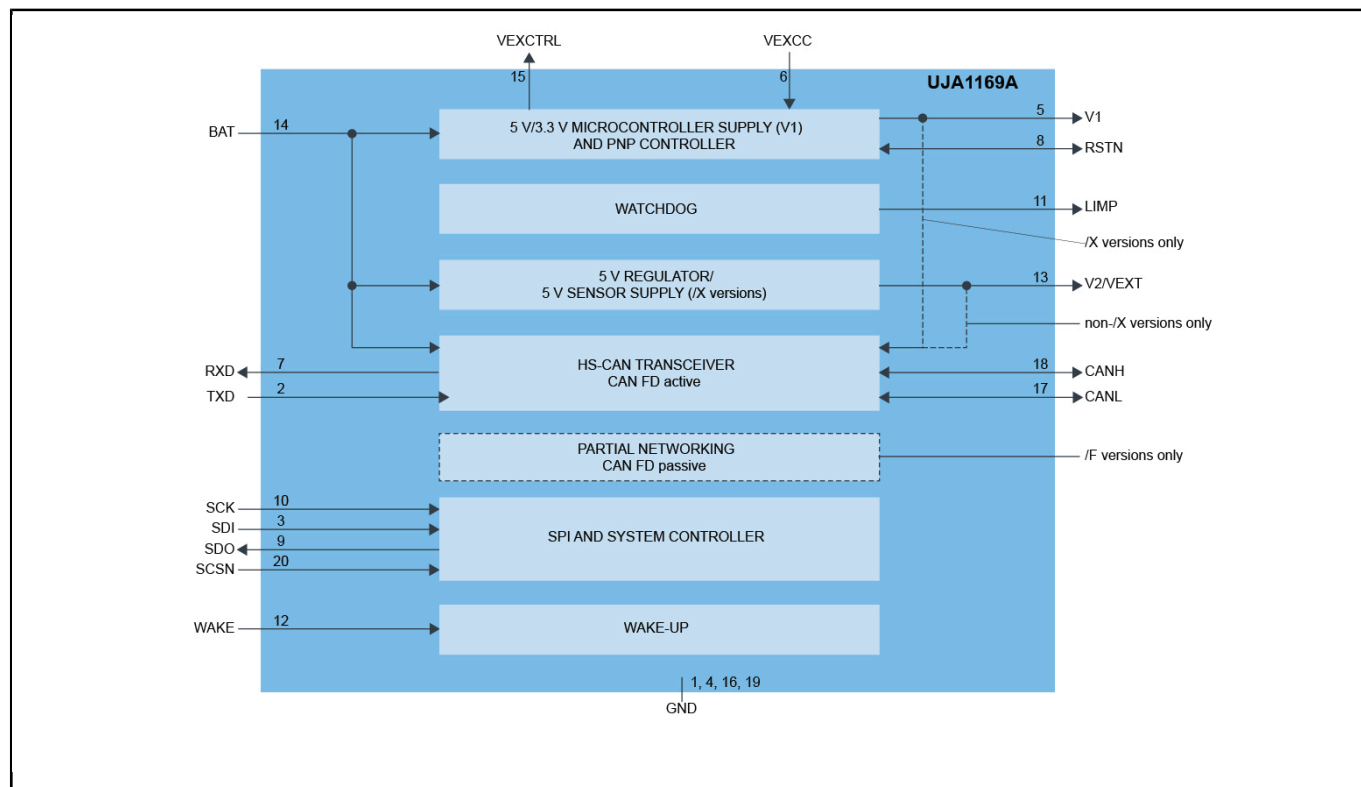 VEXCTRL
VEXCC
15
6
UJA1169A
BAT
14
5 V/3.3 V MICROCONTROLLER SUPPLY (V1)
AND PNP CONTROLLER
5
V1
8
RSTN
WATCHDOG
11
LIMP
/X versions only
5 V REGULATOR/
5 V SENSOR SUPPLY (/X versions)
13
V2/VEXT
non-/X versions only
RXD
7
TXD
2
HS-CAN TRANSCEIVER
CAN FD active
18
CANH
17
CANL
PARTIAL NETWORKING
CAN FD passive
/F versions only
SCK
10
SDI
3
SDO
9
SCSN
20
SPI AND SYSTEM CONTROLLER
WAKE
12
WAKE-UP
1, 4, 16, 19
GND